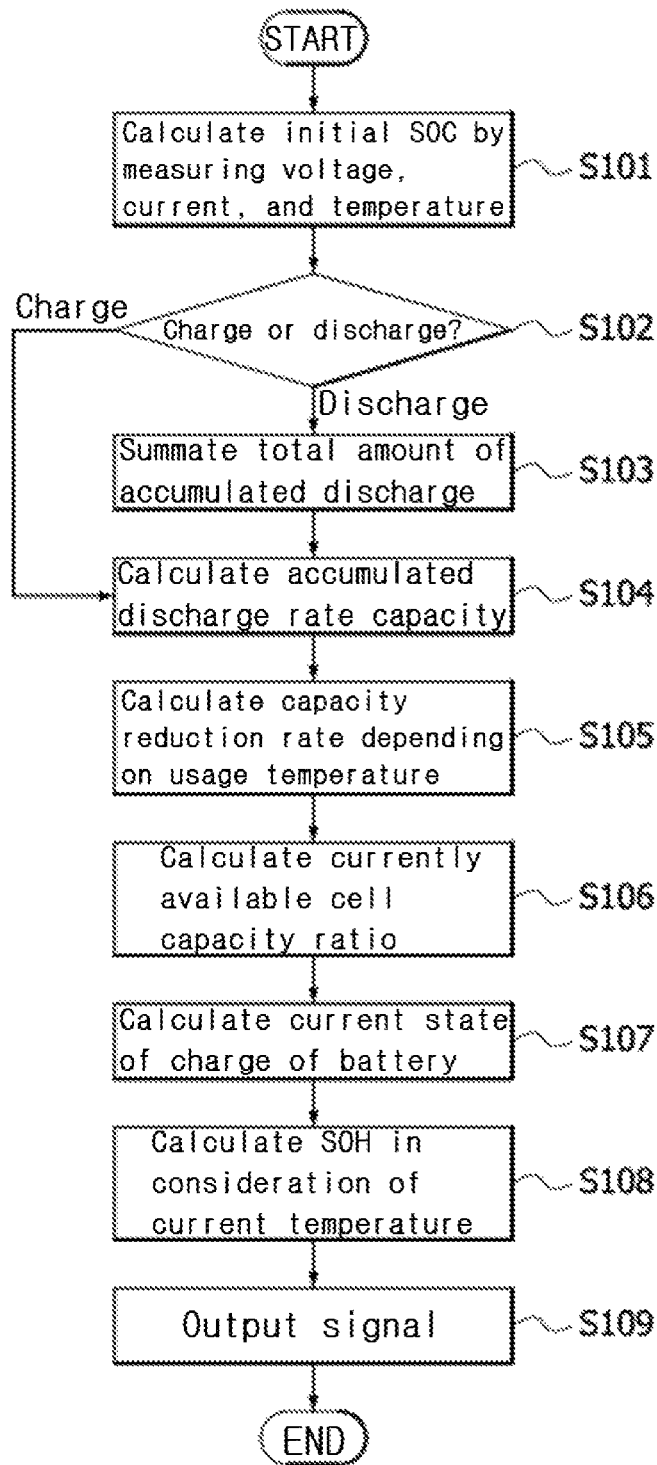 START
Calculate initial SOC by
measuring voltage,
current, and temperature
S101
Charge
Charge or discharge?
S102
Discharge
Summate total amount of
accumulated discharge
S103
Calculate accumulated
discharge rate capacity
S104
Calculate capacity
reduction rate depending
on usage temperature
S105
Calculate currently
available cell
capacity ratio
S106
Calculate current state
of charge of battery
S107
Calculate SOH in
consideration of
current temperature
S108
Output signal
S109
END